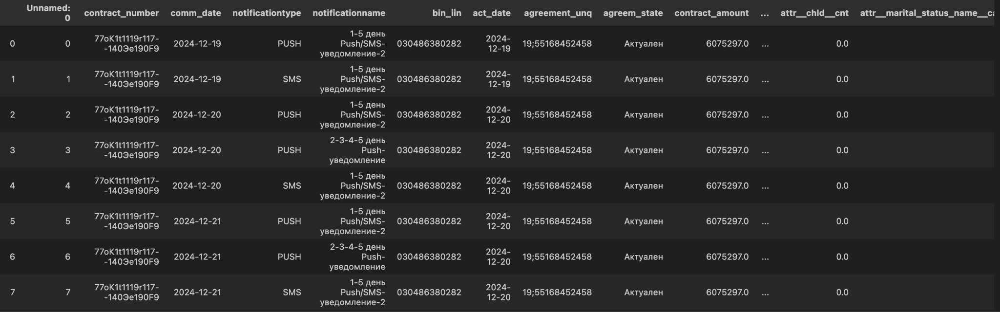 Unnamed: 0 contract_number comm_date notificationtype notificationname bin_iin act_date agreement_unq agreem_state contract_amount ... attr__chld__cnt attr__marital_status_name__ca
0 0 77oK1t1119r117--140Эe190F9 2024-12-19 PUSH 1-5 день Push/SMS-уведомление-2 030486380282 2024-12-19 19;55168452458 Актуален 6075297.0 ... 0.0
1 1 77oK1t1119r117--140Эe190F9 2024-12-19 SMS 1-5 день Push/SMS-уведомление-2 030486380282 2024-12-19 19;55168452458 Актуален 6075297.0 ... 0.0
2 2 77oK1t1119r117--140Эe190F9 2024-12-20 PUSH 1-5 день Push/SMS-уведомление-2 030486380282 2024-12-20 19;55168452458 Актуален 6075297.0 ... 0.0
3 3 77oK1t1119r117--140Эe190F9 2024-12-20 PUSH 2-3-4-5 день Push-уведомление 030486380282 2024-12-20 19;55168452458 Актуален 6075297.0 ... 0.0
4 4 77oK1t1119r117--140Эe190F9 2024-12-20 SMS 1-5 день Push/SMS-уведомление-2 030486380282 2024-12-20 19;55168452458 Актуален 6075297.0 ... 0.0
5 5 77oK1t1119r117--140Эe190F9 2024-12-21 PUSH 1-5 день Push/SMS-уведомление-2 030486380282 2024-12-20 19;55168452458 Актуален 6075297.0 ... 0.0
6 6 77oK1t1119r117--140Эe190F9 2024-12-21 PUSH 2-3-4-5 день Push-уведомление 030486380282 2024-12-20 19;55168452458 Актуален 6075297.0 ... 0.0
7 7 77oK1t1119r117--140Эe190F9 2024-12-21 SMS 1-5 день Push/SMS-уведомление-2 030486380282 2024-12-20 19;55168452458 Актуален 6075297.0 ... 0.0